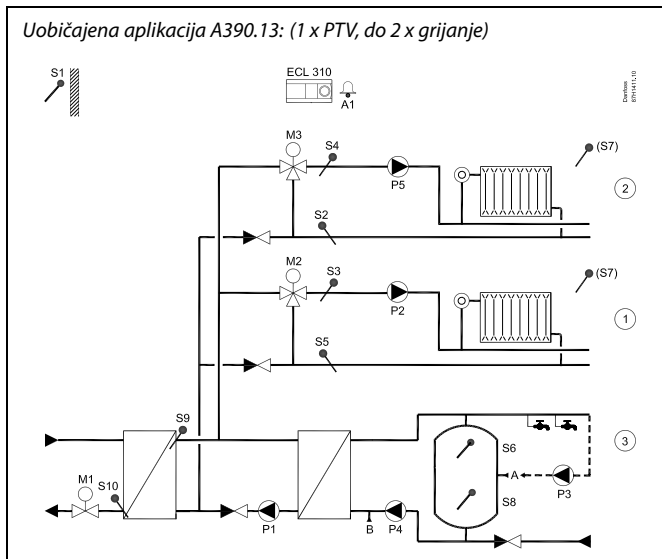 Uobičajena aplikacija A390.13: (1 x PTV, do 2 x grijanje)
S1
ECL 310
A1
Danfoss
87H1411.10
M3
S4
P5
(S7)
2
S2
M2
S3
P2
(S7)
1
S5
S9
S6
3
M1
S10
A
P3
S8
P1
B
P4